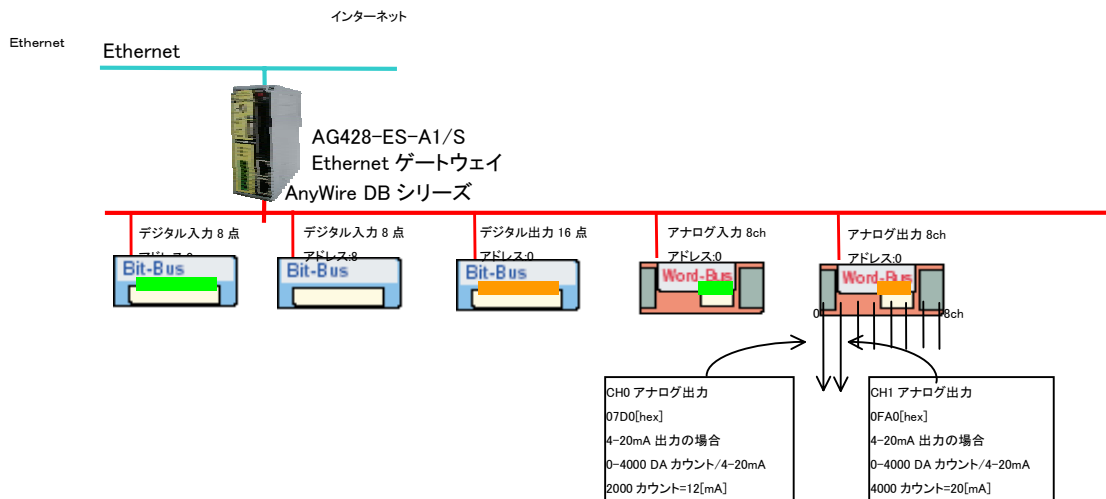 インターネット
Ethernet
Ethernet
AG428-ES-A1/S
Ethernet ゲートウェイ
AnyWire DB シリーズ
デジタル入力 8 点
デジタル入力 8 点
アドレス:8
デジタル出力 16 点
アドレス:0
アナログ入力 8ch
アドレス:0
アナログ出力 8ch
アドレス:0
Bit-Bus
Bit-Bus
Bit-Bus
Word-Bus
Word-Bus
0
8ch
CH0 アナログ出力
07D0[hex]
4-20mA 出力の場合
0-4000 DA カウント/4-20mA
2000 カウント=12[mA]
CH1 アナログ出力
0FA0[hex]
4-20mA 出力の場合
0-4000 DA カウント/4-20mA
4000 カウント=20[mA]